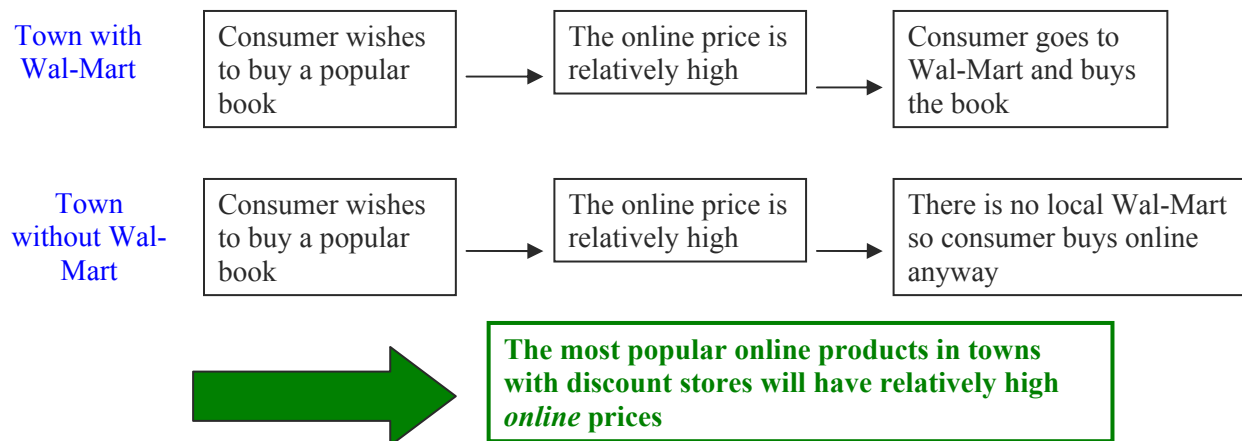 Town with
Wal-Mart
Consumer wishes
to buy a popular
book
The online price is
relatively high
Consumer goes to
Wal-Mart and buys
the book
Town
without Wal-
Mart
Consumer wishes
to buy a popular
book
The online price is
relatively high
There is no local Wal-Mart
so consumer buys online
anyway
The most popular online products in towns
with discount stores will have relatively high
online prices